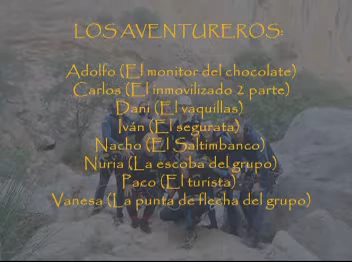 LOS AVENTUREROS:
Adolfo (El monitor del chocolate)
Carlos (El inmovilizado 2 parte)
Dani (El vaquillas)
Iván (El segurata)
Nacho (El Saltimbanco)
Nuria (La escoba del grupo)
Paco (El turista)
Vanesa (La punta de flecha del grupo)